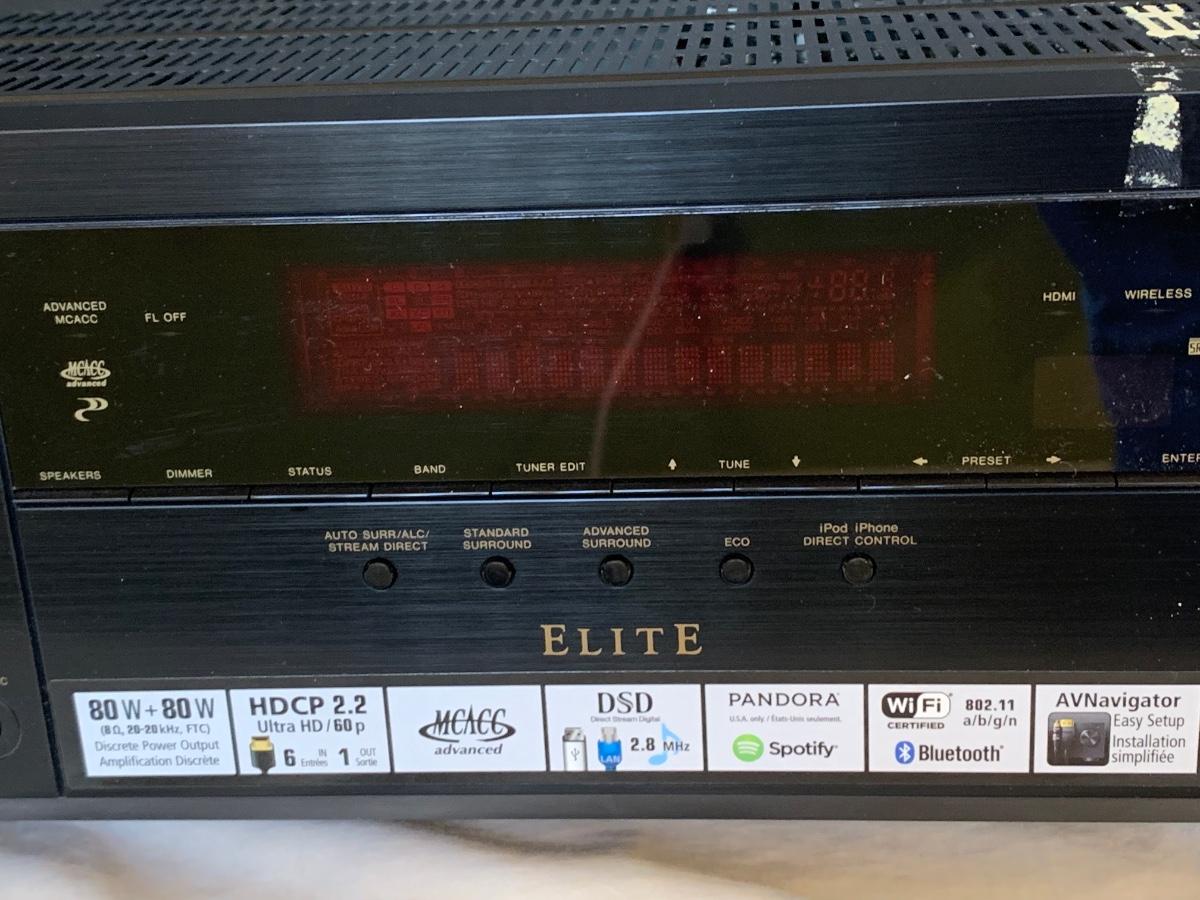 ADVANCED
MCACC
FL OFF
HDMI
WIRELESS
MCACC
advanced
SPEAKERS
DIMMER
STATUS
BAND
TUNER EDIT
TUNE
PRESET
ENTER
AUTO SURR/ALC/
STREAM DIRECT
STANDARD
SURROUND
ADVANCED
SURROUND
ECO
iPod iPhone
DIRECT CONTROL
ELITE
80 W + 80 W
(8Ω, 20-20 kHz, FTC)
Discrete Power Output
Amplification Discrète
HDCP 2.2
Ultra HD / 60 p
6 IN Entrées 1 OUT Sortie
MCACC
advanced
DSD
Direct Stream Digital
LAN
2.8 MHz
PANDORA
U.S.A. only. / États-Unis seulement.
Spotify
Wi Fi
CERTIFIED
802.11
a/b/g/n
Bluetooth
AVNavigator
Easy Setup
Installation
simplifiée